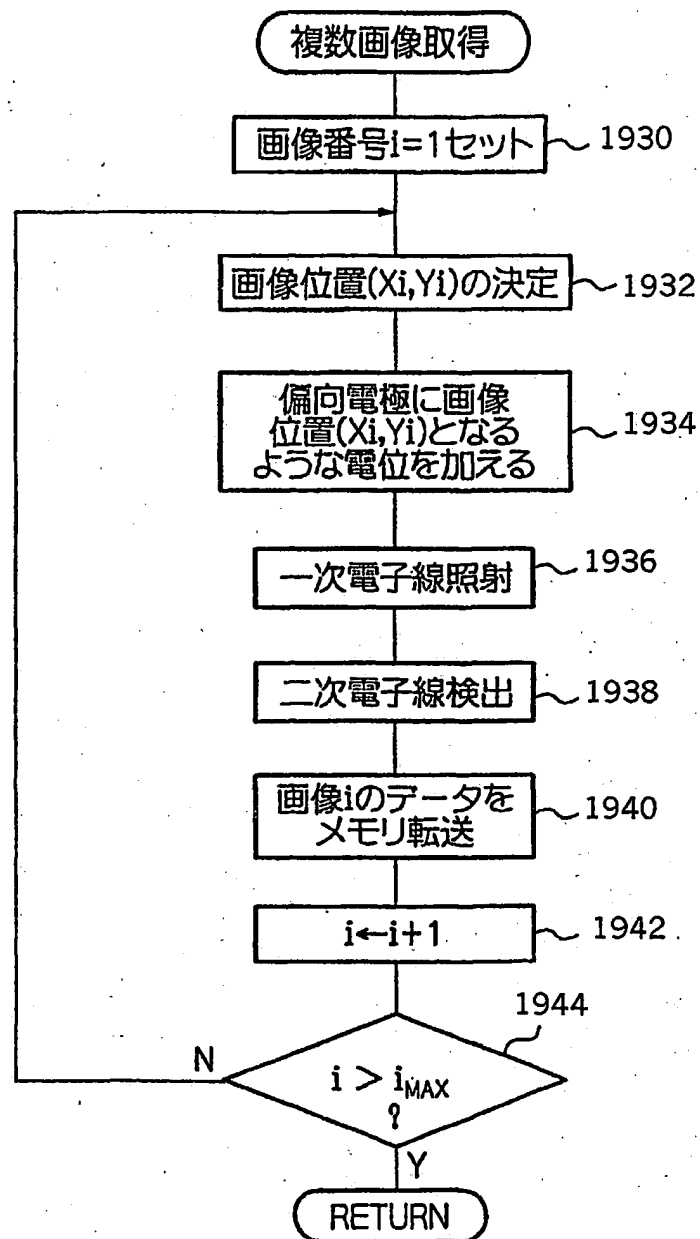 複数画像取得
画像番号i=1セット
1930
画像位置(Xi,Yi)の決定
1932
偏向電極に画像
位置(Xi,Yi)となる
ような電位を加える
1934
一次電子線照射
1936
二次電子線検出
1938
画像iのデータを
メモリ転送
1940
i←i+1
1942
1944
N
i > iMAX
?
Y
RETURN